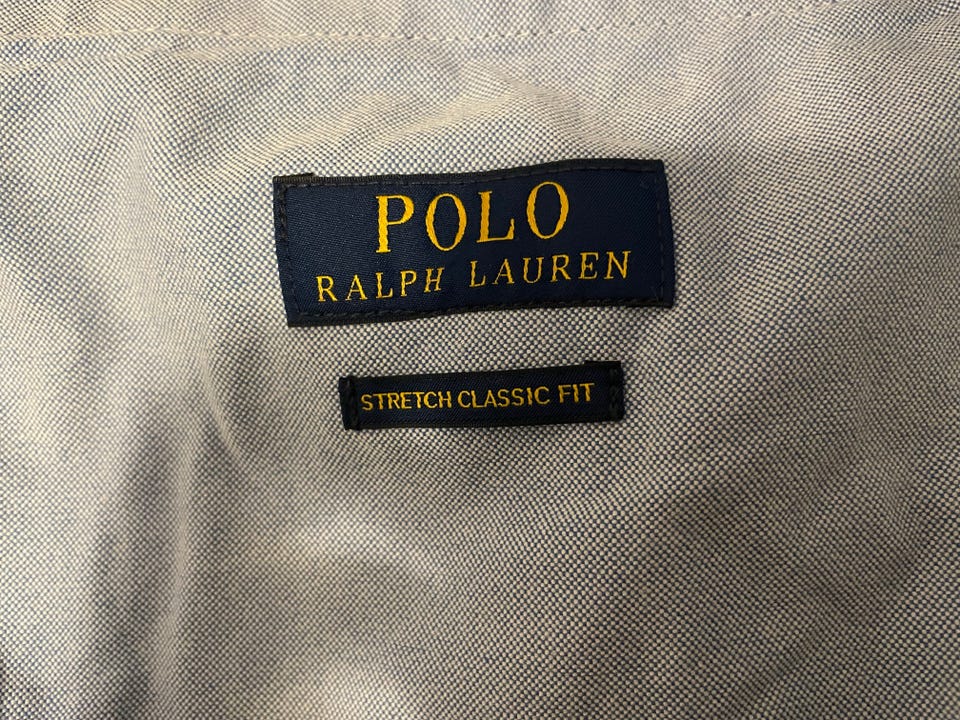 POLO
RALPH LAUREN
STRETCH CLASSIC FIT